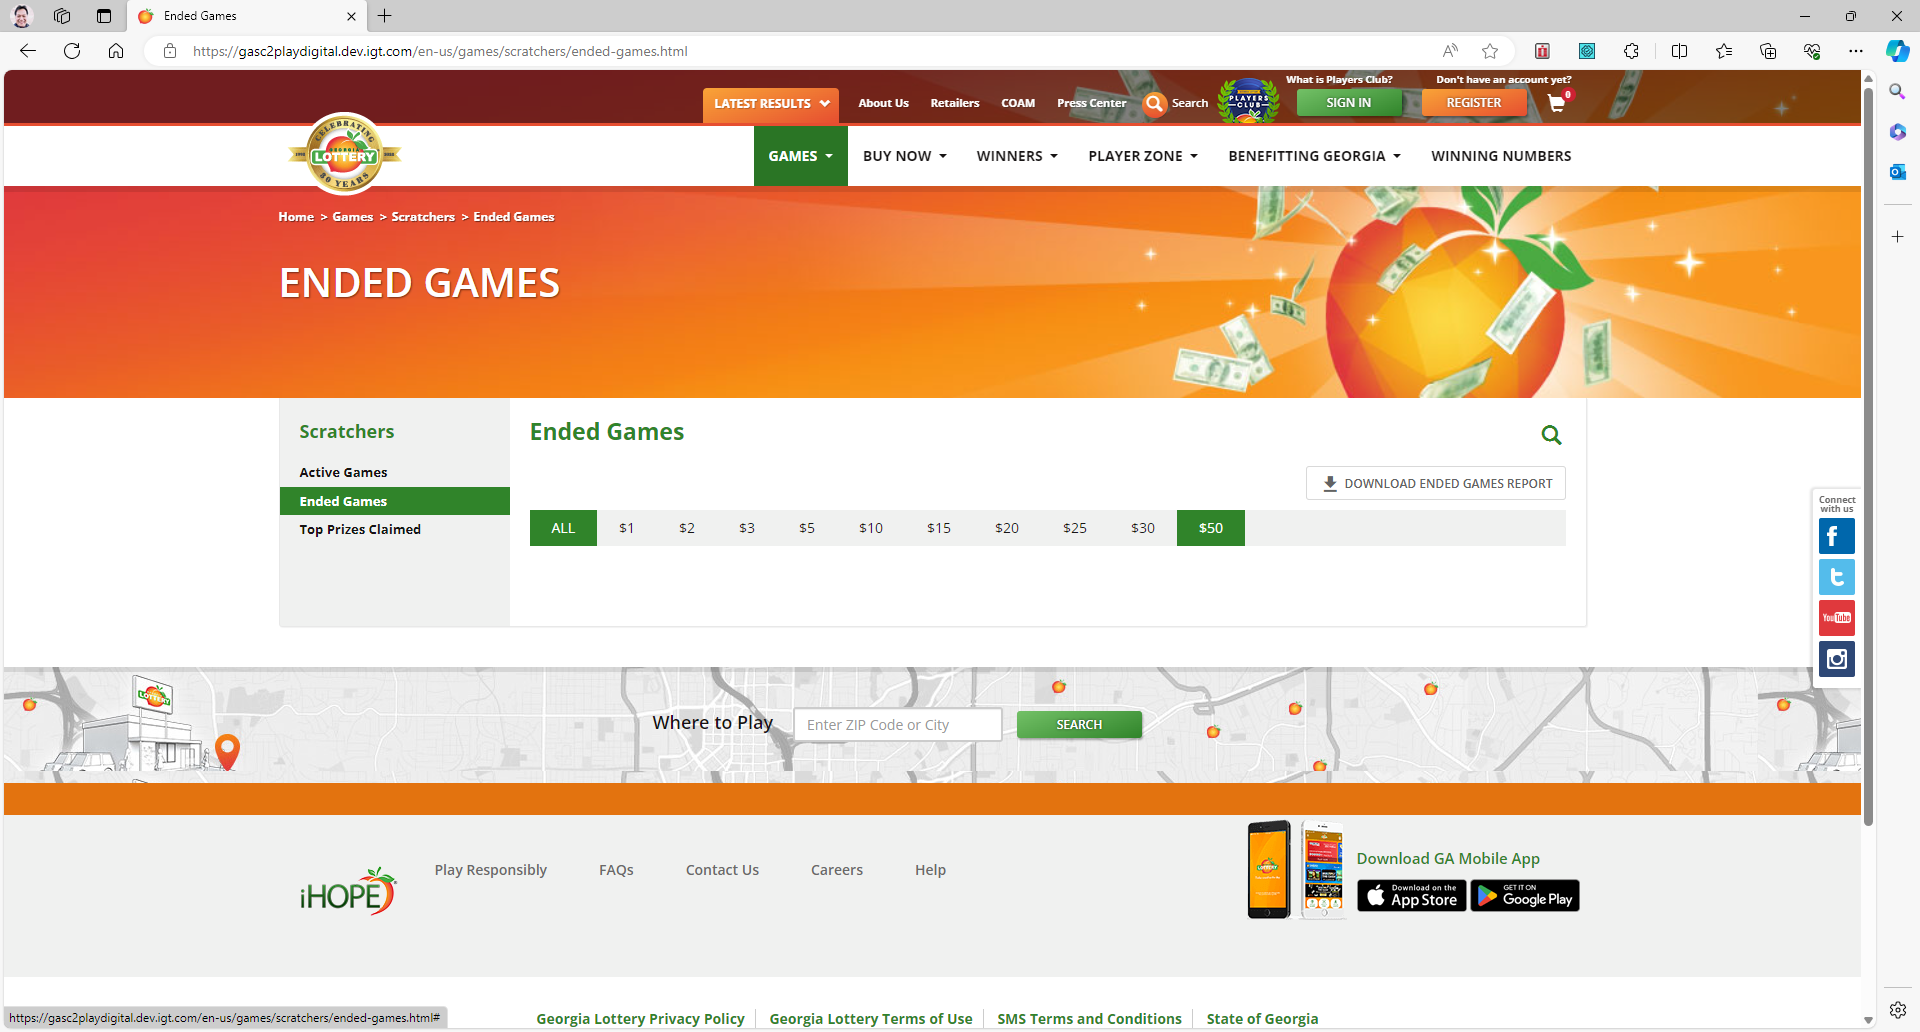 Ended Games
https://gasc2playdigital.dev.igt.com/en-us/games/scratchers/ended-games.html
What is Players Club?
Don't have an account yet?
LATEST RESULTS
About Us
Retailers
COAM
Press Center
Search
PLAYERS
CLUB
SIGN IN
REGISTER
0
CELEBRATING
GEORGIA
LOTTERY
30 YEARS
GAMES
BUY NOW
WINNERS
PLAYER ZONE
BENEFITTING GEORGIA
WINNING NUMBERS
Home > Games > Scratchers > Ended Games
ENDED GAMES
Scratchers
Active Games
Ended Games
Top Prizes Claimed
Ended Games
DOWNLOAD ENDED GAMES REPORT
ALL $1 $2 $3 $5 $10 $15 $20 $25 $30 $50
Connect
with us
YouTube
LOTTERY
Where to Play
Enter ZIP Code or City
SEARCH
iHOPE
Play Responsibly
FAQs
Contact Us
Careers
Help
Download GA Mobile App
Download on the
App Store
GET IT ON
Google Play
https://gasc2playdigital.dev.igt.com/en-us/games/scratchers/ended-games.html#
Georgia Lottery Privacy Policy
Georgia Lottery Terms of Use
SMS Terms and Conditions
State of Georgia